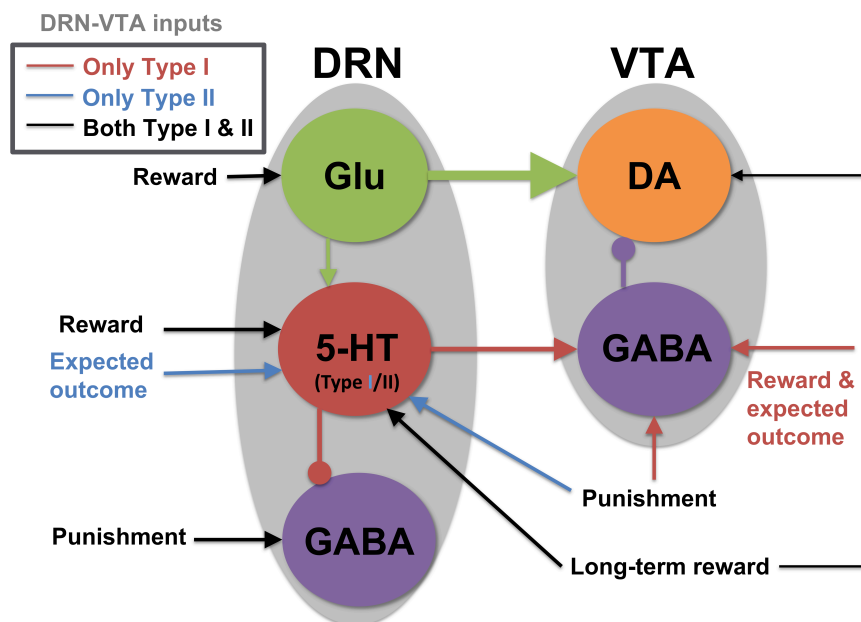 DRN-VTA inputs
Only Type I
Only Type II
Both Type I & II
DRN
VTA
Reward
Glu
DA
Reward
Expected
outcome
5-HT
(Type I/II)
GABA
Reward &
expected
outcome
Punishment
Punishment
GABA
Long-term reward